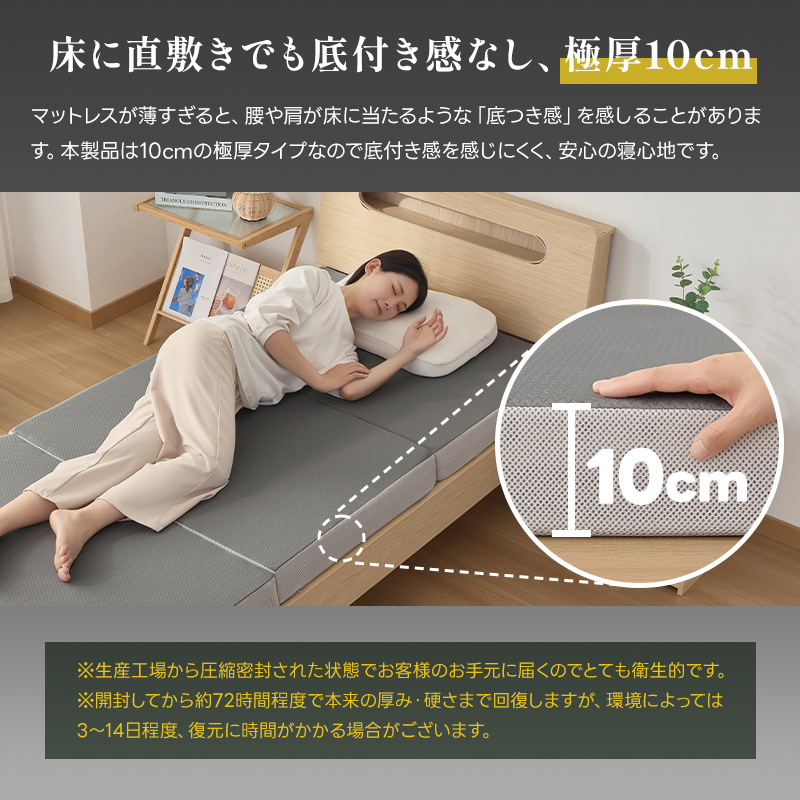 床に直敷きでも底付き感なし、極厚10cm
マットレスが薄すぎると、腰や肩が床に当たるような「底つき感」を感しることがありま
す。本製品は10cmの極厚タイプなので底付き感を感じにくく、安心の寝心地です。
TRIANGLE CONSTRUCTION
10cm
※生産工場から圧縮密封された状態でお客様のお手元に届くのでとても衛生的です。
※開封してから約72時間程度で本来の厚み・硬さまで回復しますが、環境によっては
3～14日程度、復元に時間がかかる場合がございます。